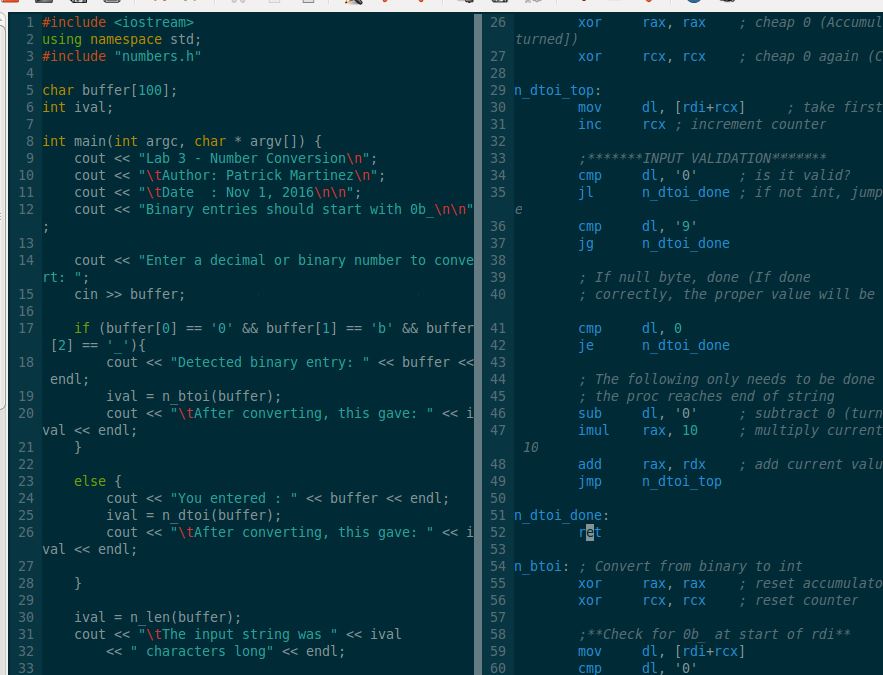 1 #include <iostream>
2 using namespace std;
3 #include "numbers.h"
4
5 char buffer[100];
6 int ival;
7
8 int main(int argc, char * argv[]) {
9     cout << "Lab 3 - Number Conversion\n";
10     cout << "\tAuthor: Patrick Martinez\n";
11     cout << "\tDate  : Nov 1, 2016\n\n";
12     cout << "Binary entries should start with 0b_\n\n"
;
13
14     cout << "Enter a decimal or binary number to conve
rt: ";
15     cin >> buffer;
16
17     if (buffer[0] == '0' && buffer[1] == 'b' && buffer
[2] == '_'){
18         cout << "Detected binary entry: " << buffer <<
 endl;
19         ival = n_btoi(buffer);
20         cout << "\tAfter converting, this gave: " << i
val << endl;
21     }
22
23     else {
24         cout << "You entered : " << buffer << endl;
25         ival = n_dtoi(buffer);
26         cout << "\tAfter converting, this gave: " << i
val << endl;
27
28     }
29
30     ival = n_len(buffer);
31     cout << "\tThe input string was " << ival
32         << " characters long" << endl;
33
26         xor     rax, rax    ; cheap 0 (Accumul
turned])
27         xor     rcx, rcx    ; cheap 0 again (C
28
29 n_dtoi_top:
30         mov     dl, [rdi+rcx]     ; take first
31         inc     rcx ; increment counter
32
33         ;*******INPUT VALIDATION*******
34         cmp     dl, '0'     ; is it valid?
35         jl      n_dtoi_done ; if not int, jump
e
36         cmp     dl, '9'
37         jg      n_dtoi_done
38
39         ; If null byte, done (If done
40         ; correctly, the proper value will be
41         cmp     dl, 0
42         je      n_dtoi_done
43
44         ; The following only needs to be done
45         ; the proc reaches end of string
46         sub     dl, '0'     ; subtract 0 (turn
47         imul    rax, 10     ; multiply current
 10
48         add     rax, rdx    ; add current valu
49         jmp     n_dtoi_top
50
51 n_dtoi_done:
52         ret
53
54 n_btoi: ; Convert from binary to int
55         xor     rax, rax    ; reset accumulato
56         xor     rcx, rcx    ; reset counter
57
58         ;**Check for 0b_ at start of rdi**
59         mov     dl, [rdi+rcx]
60         cmp     dl, '0'